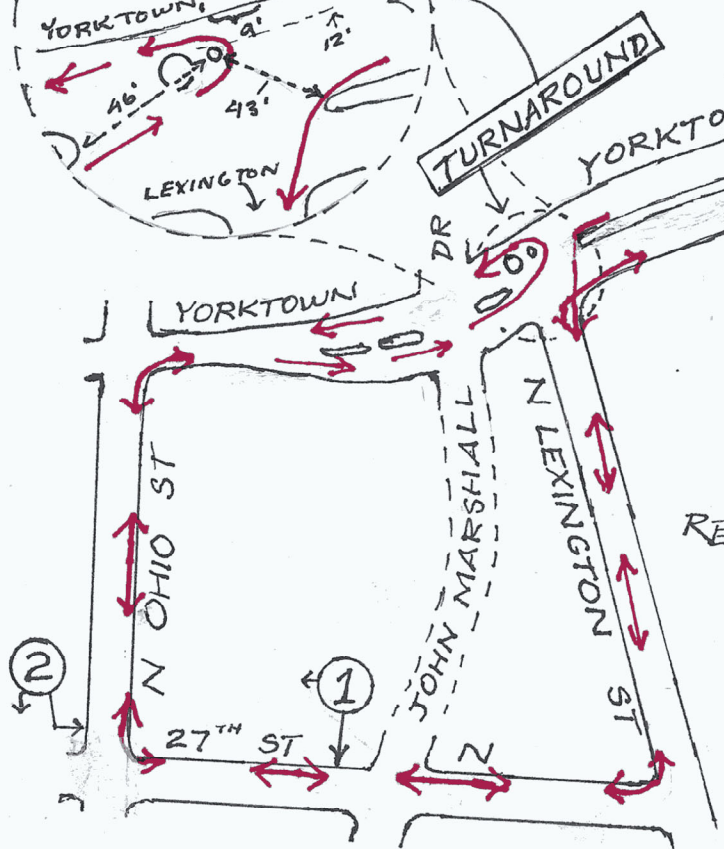 YORKTOWN
9'
12'
46'
43'
LEXINGTON
TURNAROUND
YORKTO
DR
YORKTOWN
N OHIO ST
JOHN MARSHALL
N
N LEXINGTON ST
RE
2
1
27TH ST